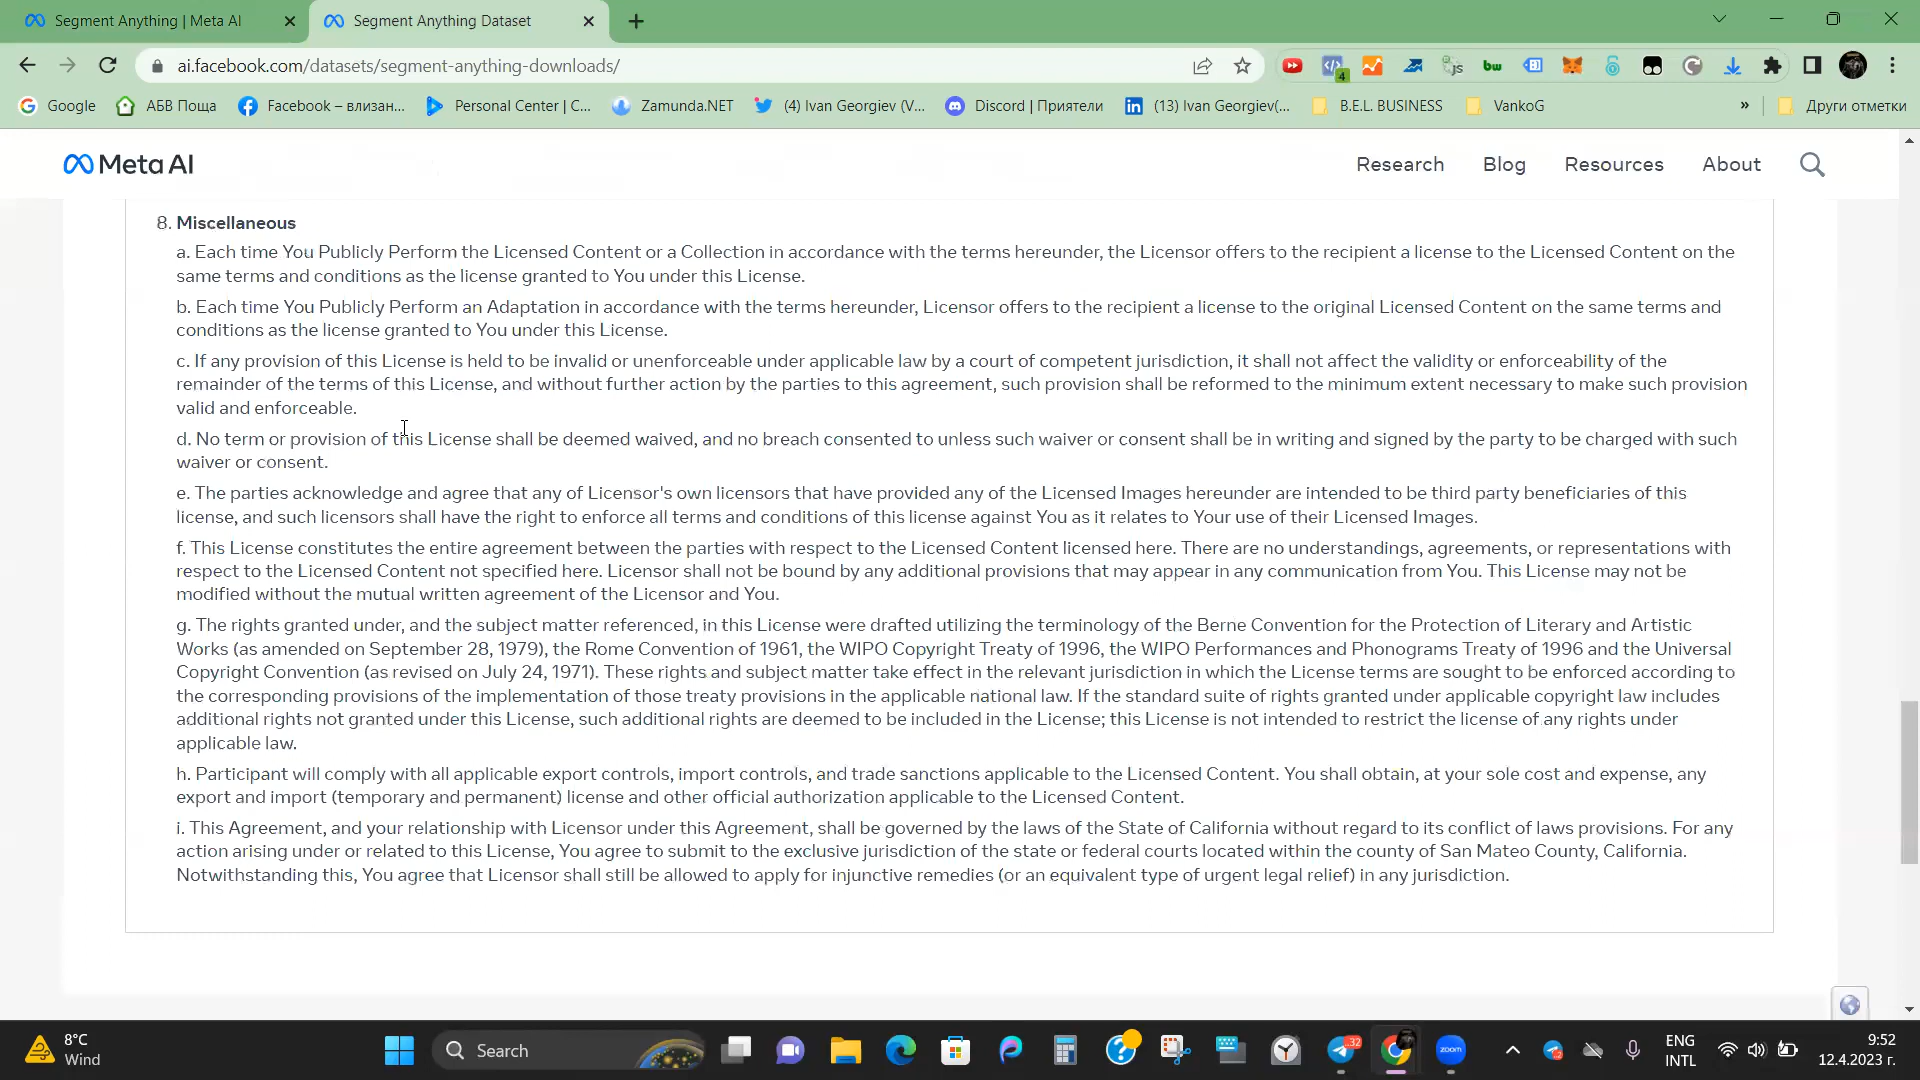 Segment Anything | Meta AI
Segment Anything Dataset
ai.facebook.com/datasets/segment-anything-downloads/
4
js
bw
Google
АБВ Поща
Facebook – влизан...
Personal Center | C...
Zamunda.NET
(4) Ivan Georgiev (V...
Discord | Приятели
(13) Ivan Georgiev(...
B.E.L. BUSINESS
VankoG
»
Други отметки
Meta AI
Research
Blog
Resources
About
8. Miscellaneous
a. Each time You Publicly Perform the Licensed Content or a Collection in accordance with the terms hereunder, the Licensor offers to the recipient a license to the Licensed Content on the
same terms and conditions as the license granted to You under this License.
b. Each time You Publicly Perform an Adaptation in accordance with the terms hereunder, Licensor offers to the recipient a license to the original Licensed Content on the same terms and
conditions as the license granted to You under this License.
c. If any provision of this License is held to be invalid or unenforceable under applicable law by a court of competent jurisdiction, it shall not affect the validity or enforceability of the
remainder of the terms of this License, and without further action by the parties to this agreement, such provision shall be reformed to the minimum extent necessary to make such provision
valid and enforceable.
d. No term or provision of this License shall be deemed waived, and no breach consented to unless such waiver or consent shall be in writing and signed by the party to be charged with such
waiver or consent.
e. The parties acknowledge and agree that any of Licensor's own licensors that have provided any of the Licensed Images hereunder are intended to be third party beneficiaries of this
license, and such licensors shall have the right to enforce all terms and conditions of this license against You as it relates to Your use of their Licensed Images.
f. This License constitutes the entire agreement between the parties with respect to the Licensed Content licensed here. There are no understandings, agreements, or representations with
respect to the Licensed Content not specified here. Licensor shall not be bound by any additional provisions that may appear in any communication from You. This License may not be
modified without the mutual written agreement of the Licensor and You.
g. The rights granted under, and the subject matter referenced, in this License were drafted utilizing the terminology of the Berne Convention for the Protection of Literary and Artistic
Works (as amended on September 28, 1979), the Rome Convention of 1961, the WIPO Copyright Treaty of 1996, the WIPO Performances and Phonograms Treaty of 1996 and the Universal
Copyright Convention (as revised on July 24, 1971). These rights and subject matter take effect in the relevant jurisdiction in which the License terms are sought to be enforced according to
the corresponding provisions of the implementation of those treaty provisions in the applicable national law. If the standard suite of rights granted under applicable copyright law includes
additional rights not granted under this License, such additional rights are deemed to be included in the License; this License is not intended to restrict the license of any rights under
applicable law.
h. Participant will comply with all applicable export controls, import controls, and trade sanctions applicable to the Licensed Content. You shall obtain, at your sole cost and expense, any
export and import (temporary and permanent) license and other official authorization applicable to the Licensed Content.
i. This Agreement, and your relationship with Licensor under this Agreement, shall be governed by the laws of the State of California without regard to its conflict of laws provisions. For any
action arising under or related to this License, You agree to submit to the exclusive jurisdiction of the state or federal courts located within the county of San Mateo County, California.
Notwithstanding this, You agree that Licensor shall still be allowed to apply for injunctive remedies (or an equivalent type of urgent legal relief) in any jurisdiction.
8°C
Wind
Search
32
zoom
ENG
INTL
9:52
12.4.2023 г.